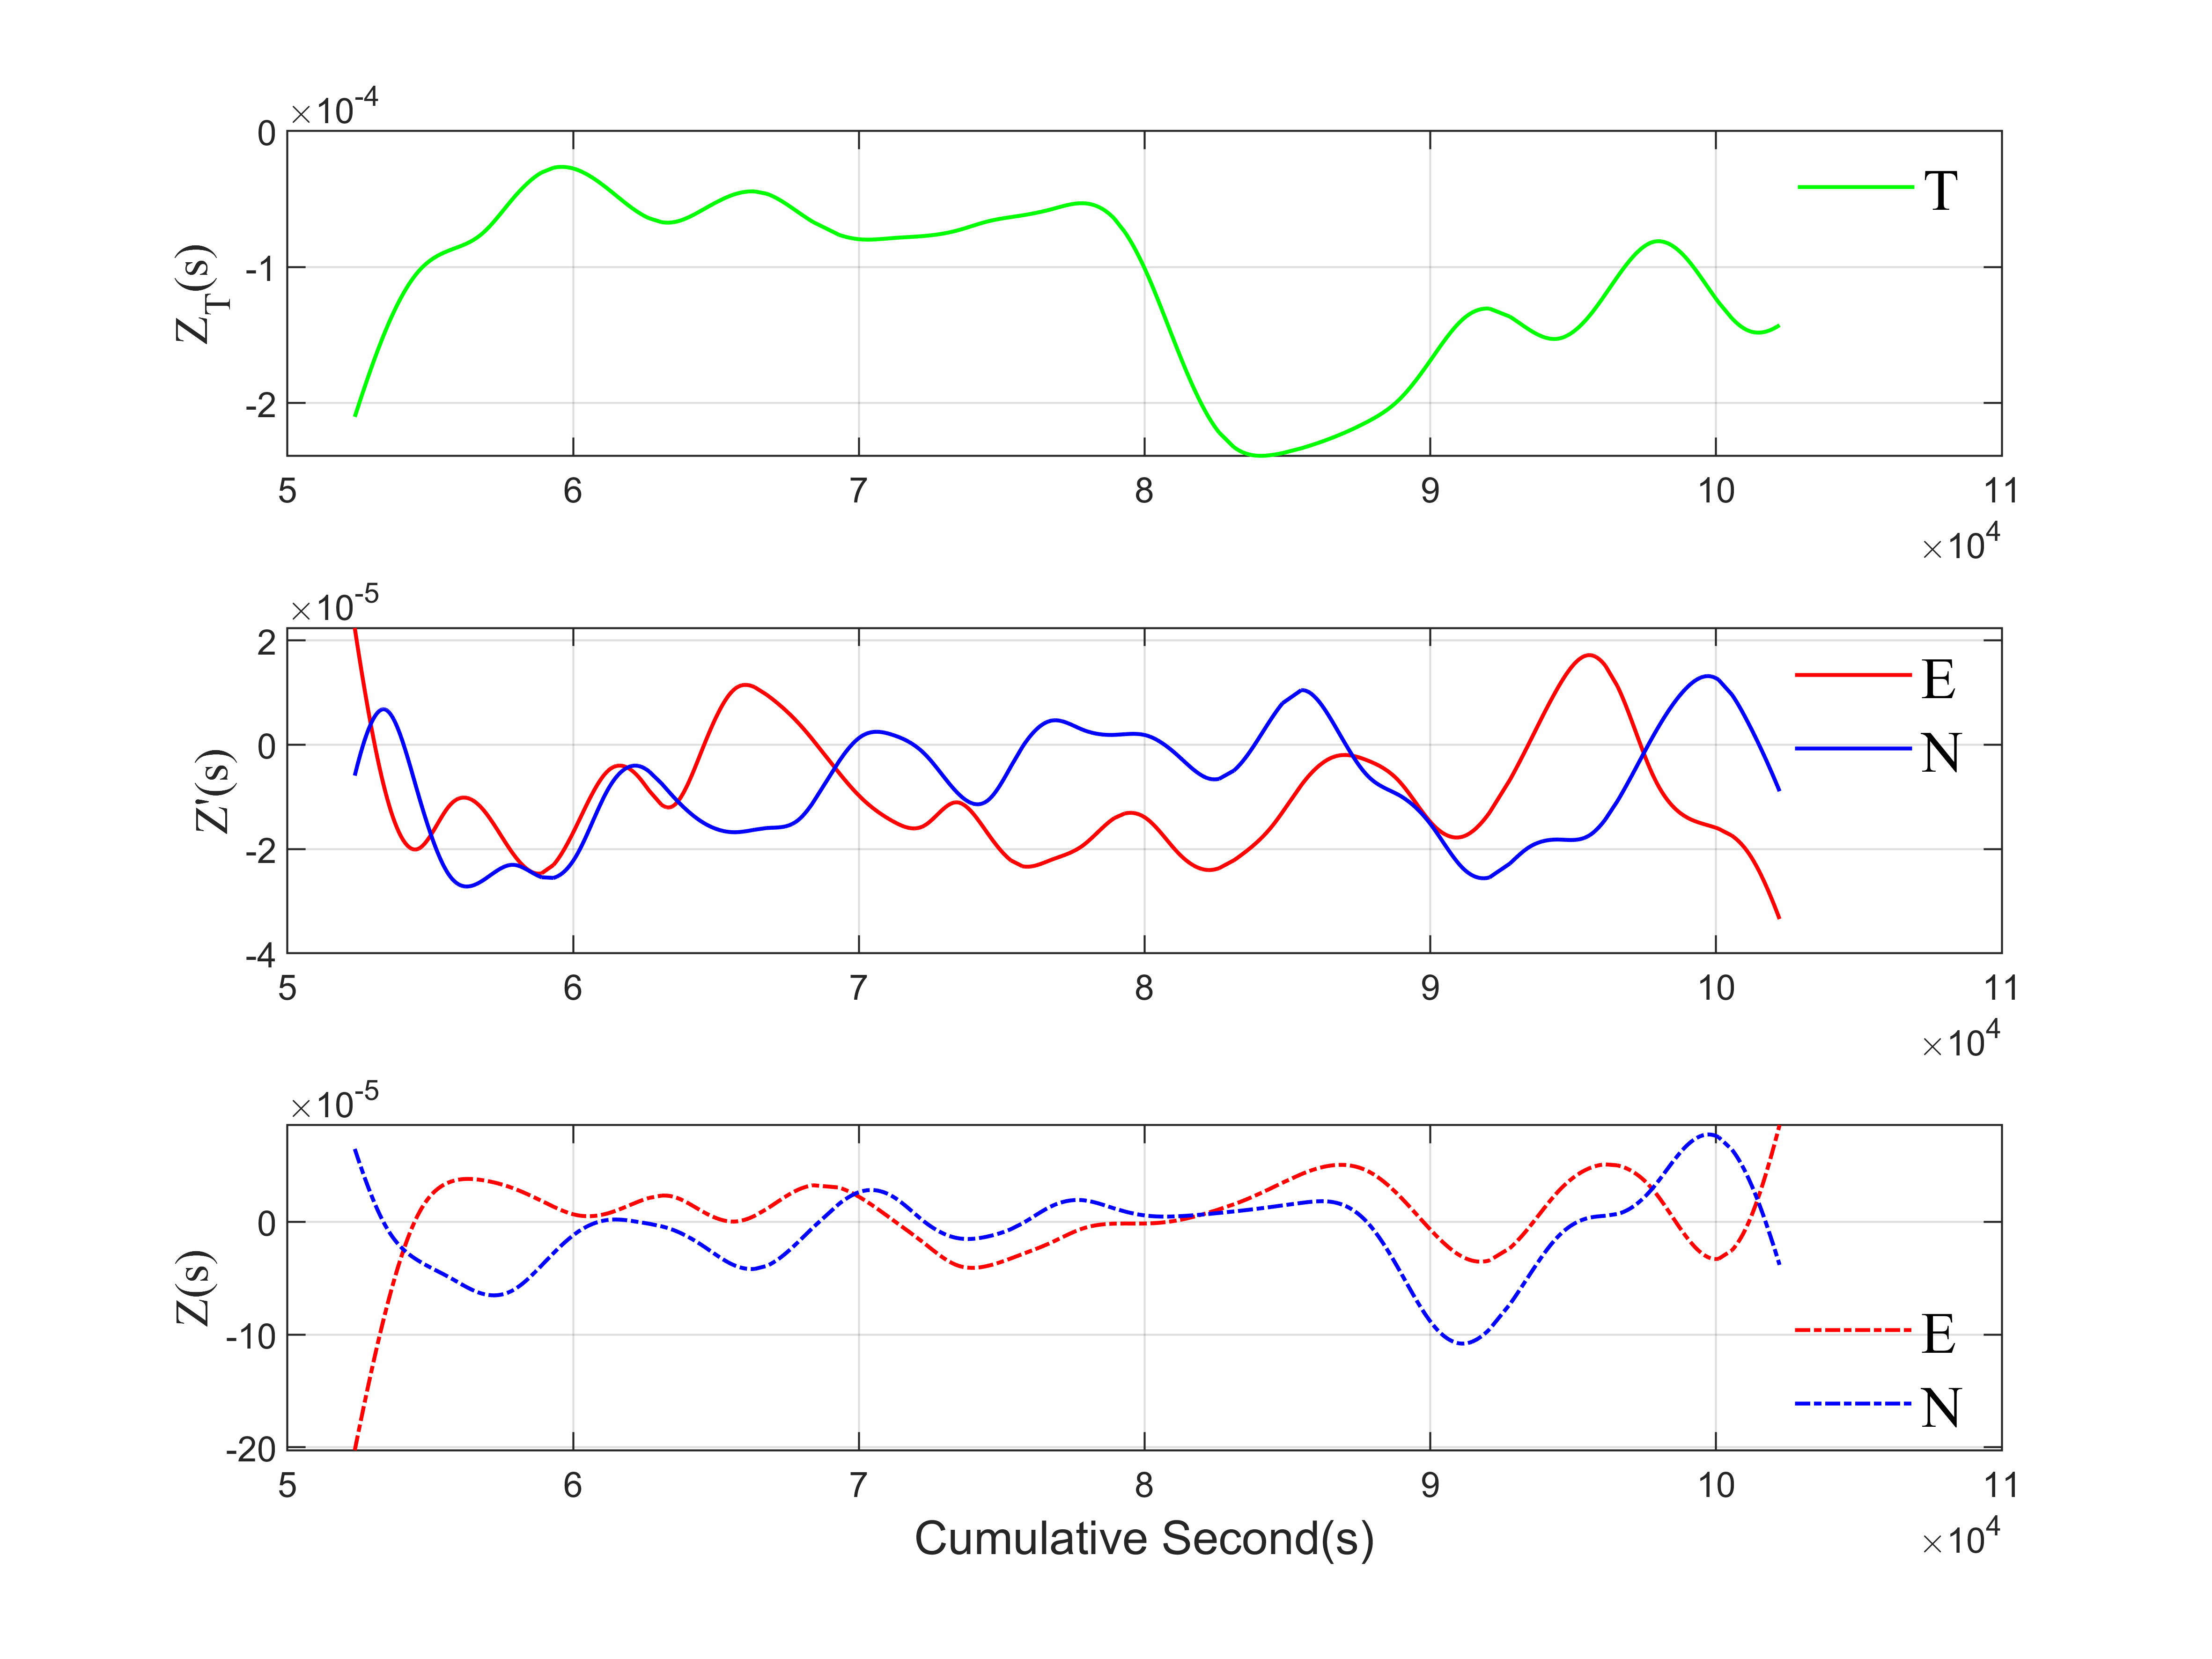 ×10-4
0
-1
-2
Z_T(s)
T
5 6 7 8 9 10 11
×10^4
×10^-5
2
0
-2
-4
Z'(s)
E
N
5 6 7 8 9 10 11
×10^4
×10^-5
0
-10
-20
Z(s)
E
N
5 6 7 8 9 10 11
Cumulative Second(s)
×10^4